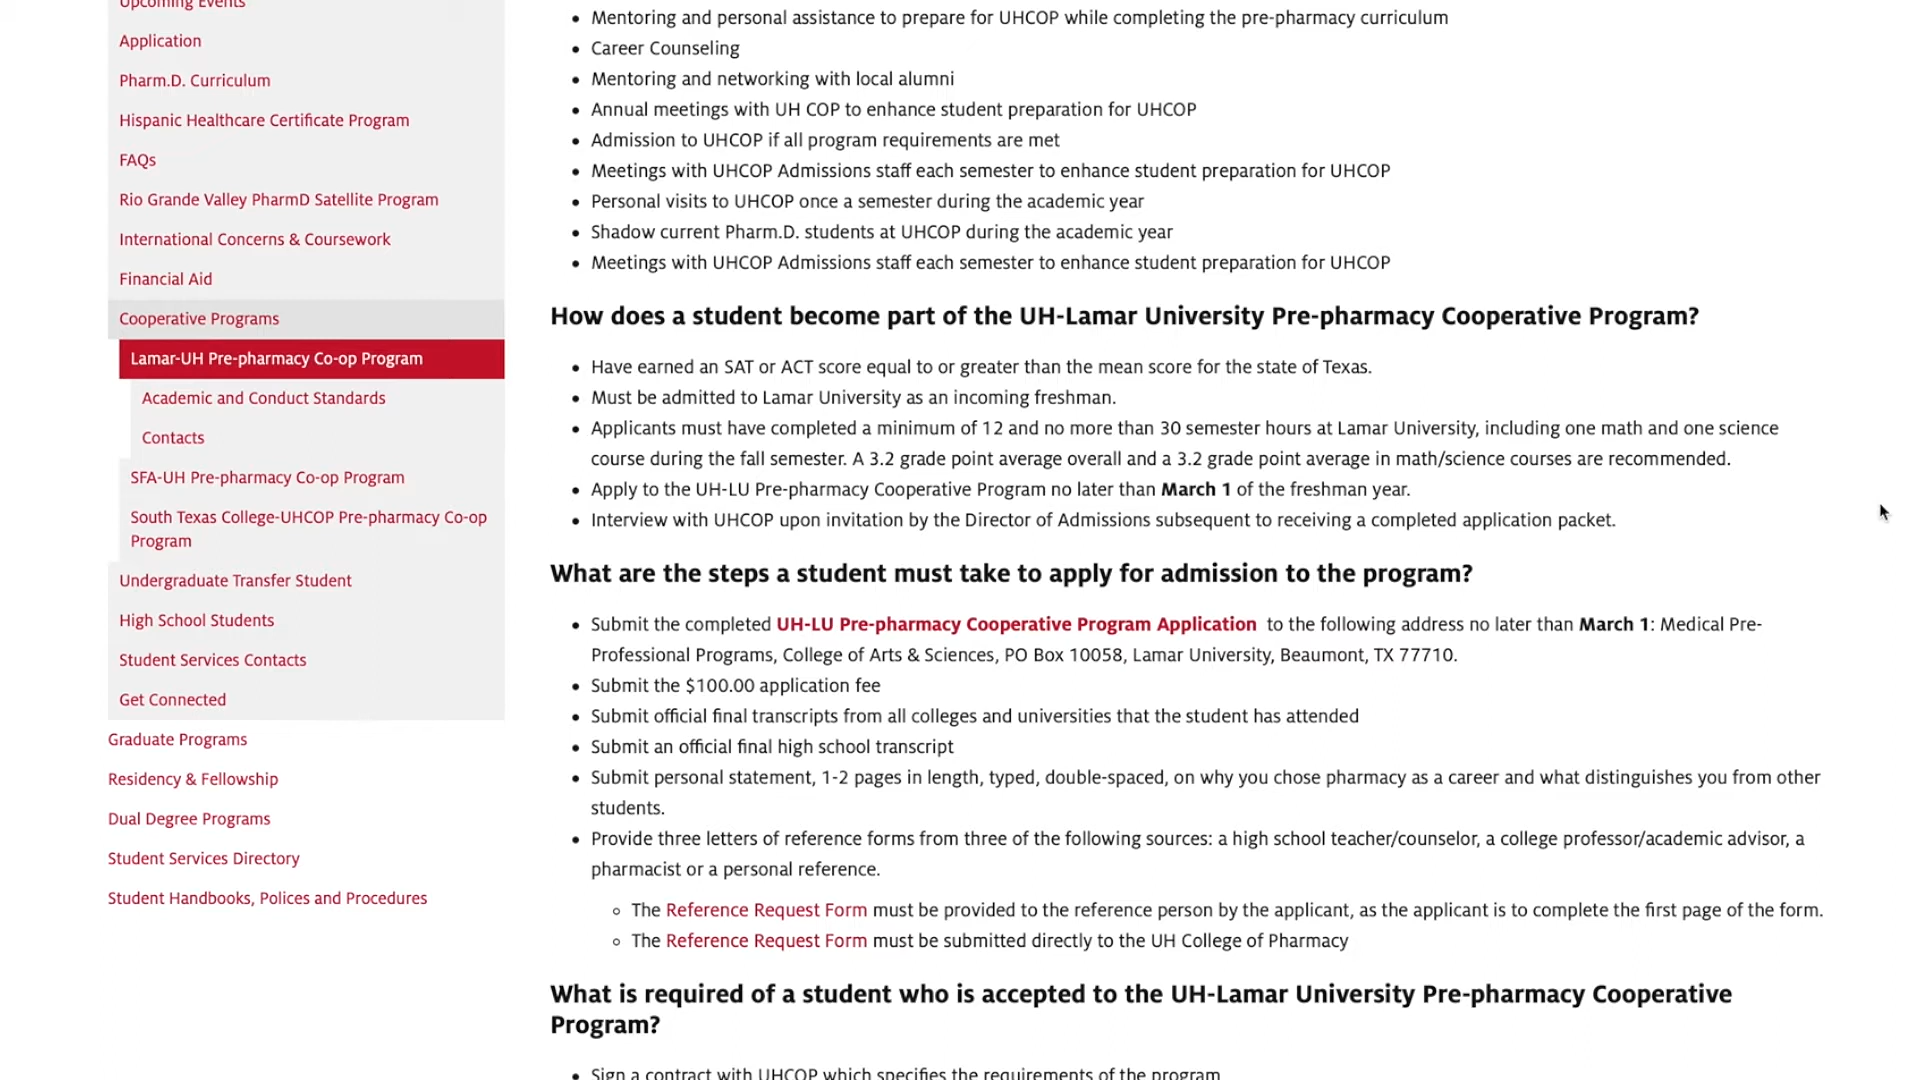 Upcoming Events
Application
Pharm.D. Curriculum
Hispanic Healthcare Certificate Program
FAQs
Rio Grande Valley PharmD Satellite Program
International Concerns & Coursework
Financial Aid
Cooperative Programs
Lamar-UH Pre-pharmacy Co-op Program
Academic and Conduct Standards
Contacts
SFA-UH Pre-pharmacy Co-op Program
South Texas College-UHCOP Pre-pharmacy Co-op
Program
Undergraduate Transfer Student
High School Students
Student Services Contacts
Get Connected
Graduate Programs
Residency & Fellowship
Dual Degree Programs
Student Services Directory
Student Handbooks, Polices and Procedures
• Mentoring and personal assistance to prepare for UHCOP while completing the pre-pharmacy curriculum
• Career Counseling
• Mentoring and networking with local alumni
• Annual meetings with UH COP to enhance student preparation for UHCOP
• Admission to UHCOP if all program requirements are met
• Meetings with UHCOP Admissions staff each semester to enhance student preparation for UHCOP
• Personal visits to UHCOP once a semester during the academic year
• Shadow current Pharm.D. students at UHCOP during the academic year
• Meetings with UHCOP Admissions staff each semester to enhance student preparation for UHCOP
How does a student become part of the UH-Lamar University Pre-pharmacy Cooperative Program?
• Have earned an SAT or ACT score equal to or greater than the mean score for the state of Texas.
• Must be admitted to Lamar University as an incoming freshman.
• Applicants must have completed a minimum of 12 and no more than 30 semester hours at Lamar University, including one math and one science
course during the fall semester. A 3.2 grade point average overall and a 3.2 grade point average in math/science courses are recommended.
• Apply to the UH-LU Pre-pharmacy Cooperative Program no later than March 1 of the freshman year.
• Interview with UHCOP upon invitation by the Director of Admissions subsequent to receiving a completed application packet.
What are the steps a student must take to apply for admission to the program?
• Submit the completed UH-LU Pre-pharmacy Cooperative Program Application to the following address no later than March 1: Medical Pre-
Professional Programs, College of Arts & Sciences, PO Box 10058, Lamar University, Beaumont, TX 77710.
• Submit the $100.00 application fee
• Submit official final transcripts from all colleges and universities that the student has attended
• Submit an official final high school transcript
• Submit personal statement, 1-2 pages in length, typed, double-spaced, on why you chose pharmacy as a career and what distinguishes you from other
students.
• Provide three letters of reference forms from three of the following sources: a high school teacher/counselor, a college professor/academic advisor, a
pharmacist or a personal reference.
◦ The Reference Request Form must be provided to the reference person by the applicant, as the applicant is to complete the first page of the form.
◦ The Reference Request Form must be submitted directly to the UH College of Pharmacy
What is required of a student who is accepted to the UH-Lamar University Pre-pharmacy Cooperative
Program?
• Sign a contract with UHCOP which specifies the requirements of the program